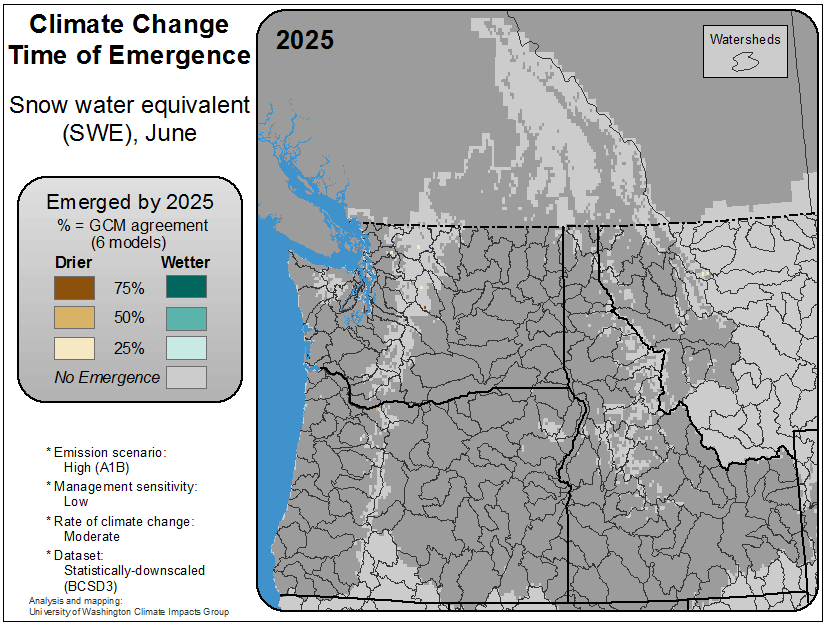 Climate Change
Time of Emergence
Snow water equivalent
(SWE), June
Emerged by 2025
% = GCM agreement
(6 models)
Drier Wetter
75%
50%
25%
No Emergence
* Emission scenario:
High (A1B)
* Management sensitivity:
Low
* Rate of climate change:
Moderate
* Dataset:
Statistically-downscaled
(BCSD3)
Analysis and mapping:
University of Washington Climate Impacts Group
2025
Watersheds